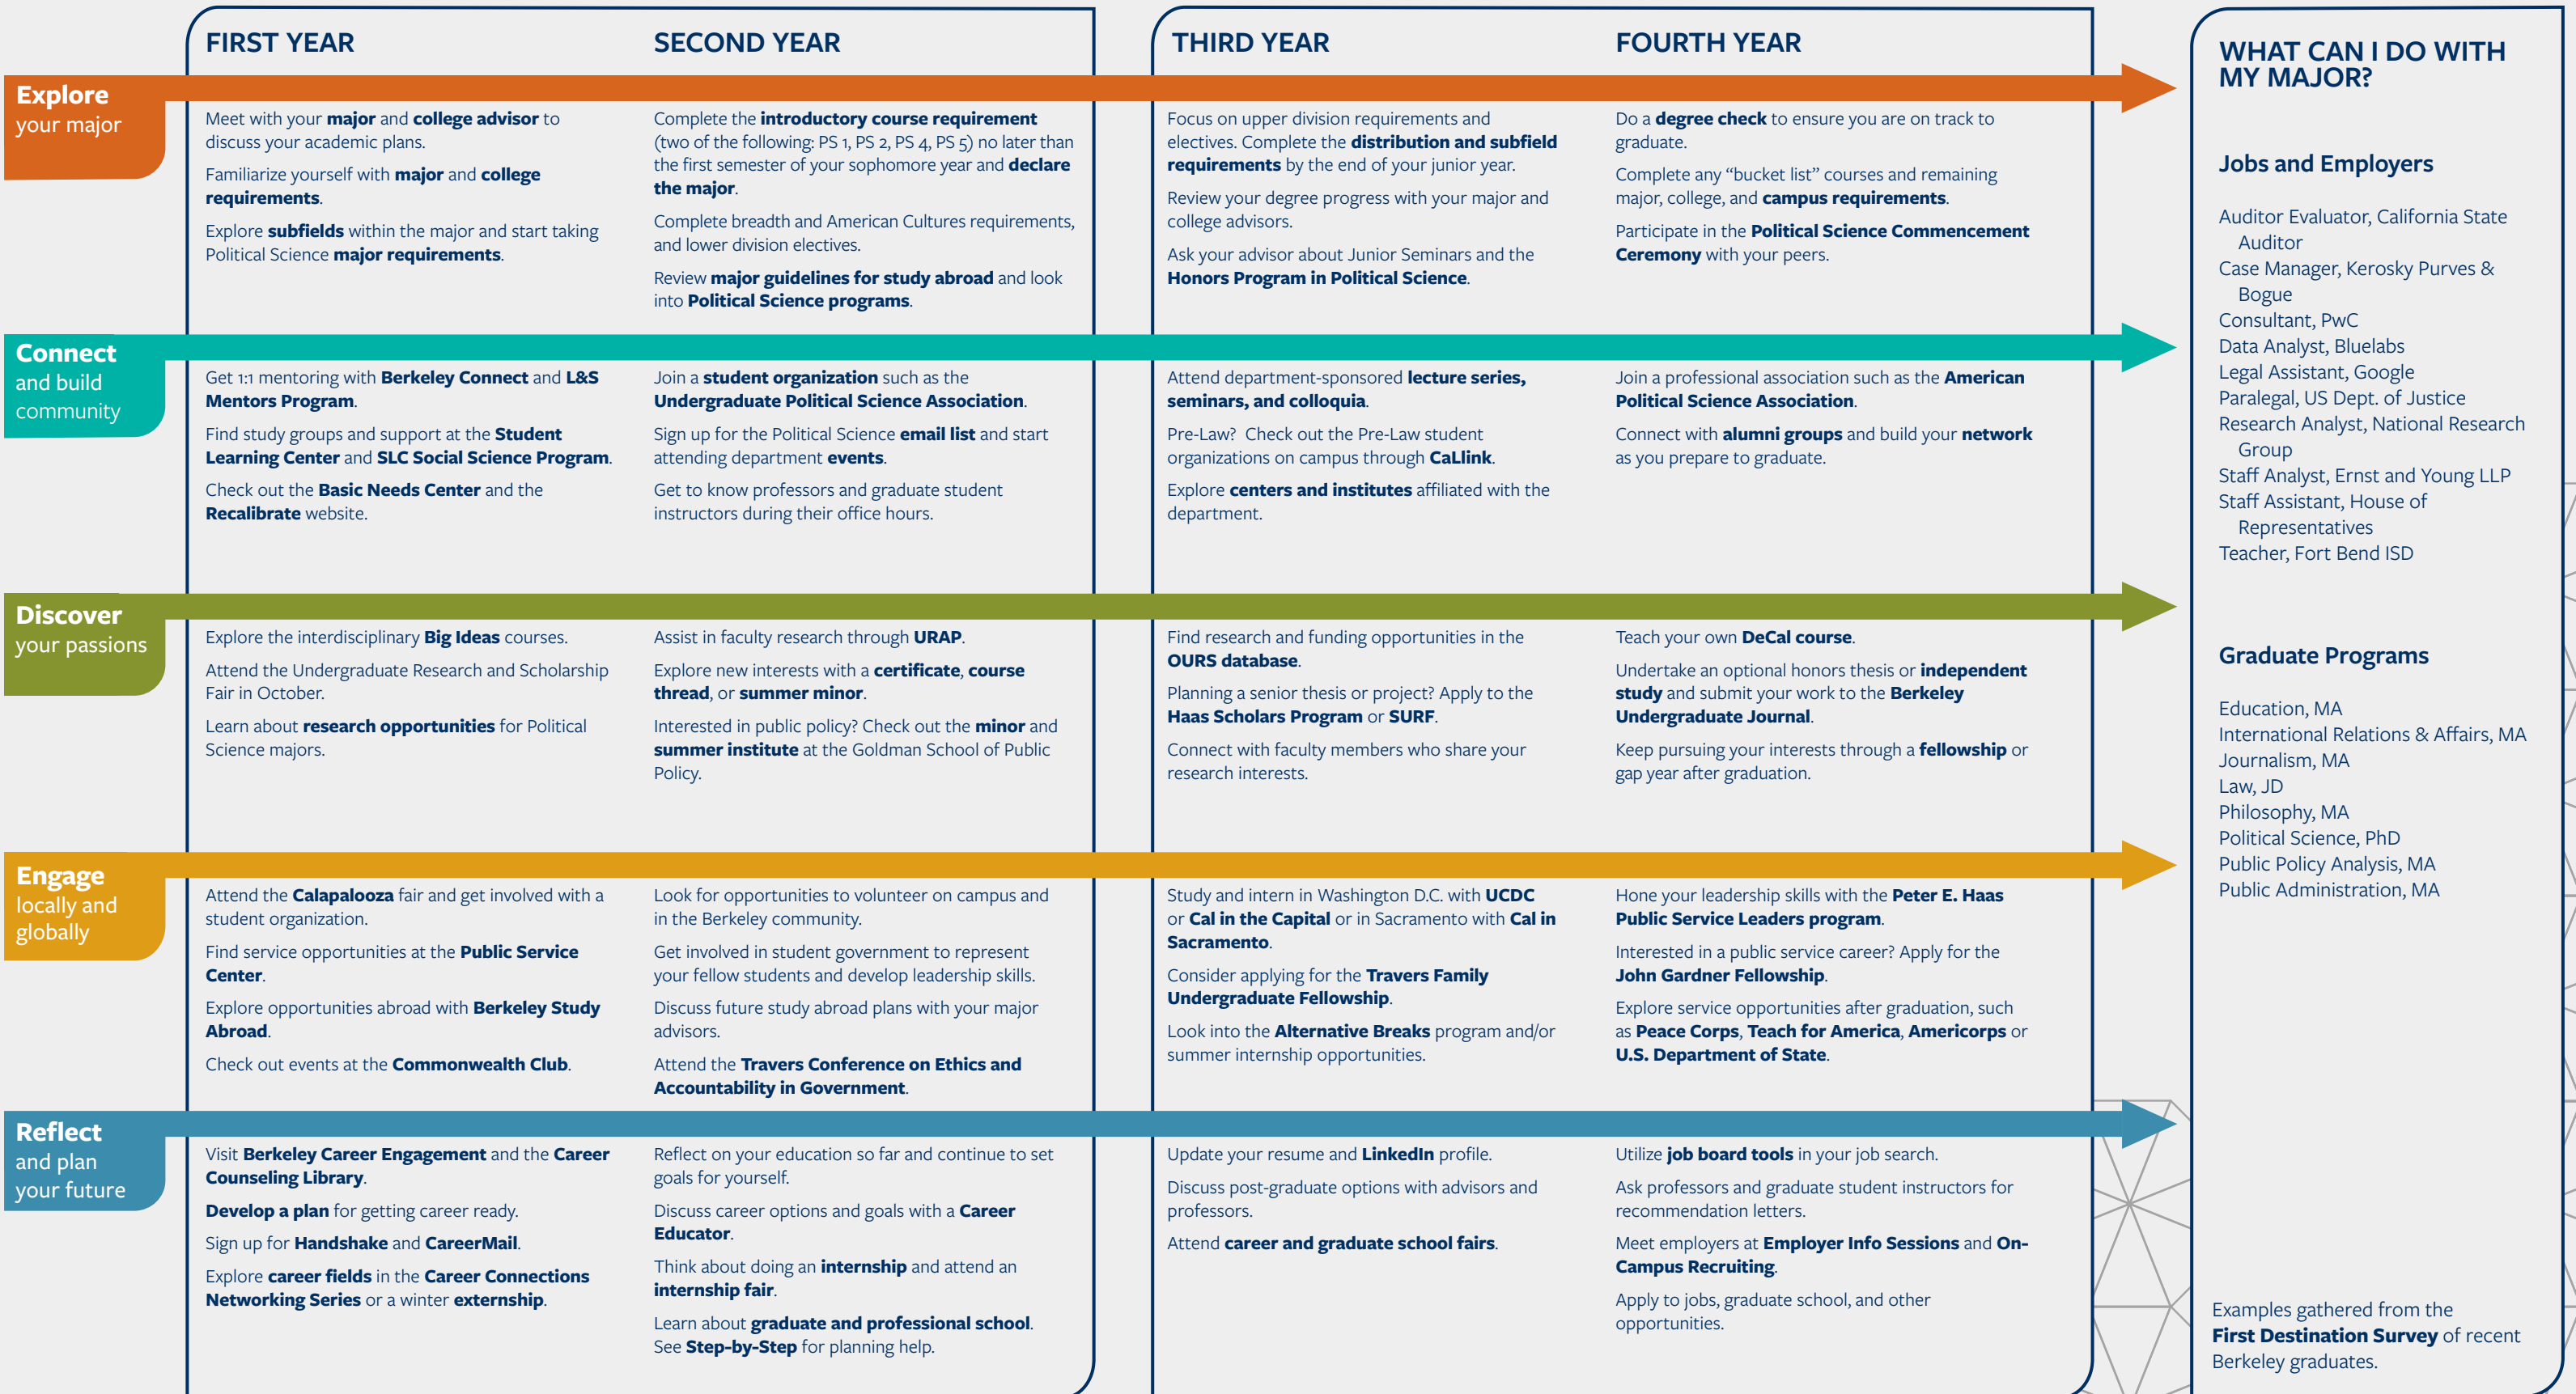 FIRST YEAR
SECOND YEAR
THIRD YEAR
FOURTH YEAR
Explore
your major
Meet with your major and college advisor to
discuss your academic plans.
Familiarize yourself with major and college
requirements.
Explore subfields within the major and start taking
Political Science major requirements.
Complete the introductory course requirement
(two of the following: PS 1, PS 2, PS 4, PS 5) no later than
the first semester of your sophomore year and declare
the major.
Complete breadth and American Cultures requirements,
and lower division electives.
Review major guidelines for study abroad and look
into Political Science programs.
Focus on upper division requirements and
electives. Complete the distribution and subfield
requirements by the end of your junior year.
Review your degree progress with your major and
college advisors.
Ask your advisor about Junior Seminars and the
Honors Program in Political Science.
Do a degree check to ensure you are on track to
graduate.
Complete any “bucket list” courses and remaining
major, college, and campus requirements.
Participate in the Political Science Commencement
Ceremony with your peers.
Connect
and build
community
Get 1:1 mentoring with Berkeley Connect and L&S
Mentors Program.
Find study groups and support at the Student
Learning Center and SLC Social Science Program.
Check out the Basic Needs Center and the
Recalibrate website.
Join a student organization such as the
Undergraduate Political Science Association.
Sign up for the Political Science email list and start
attending department events.
Get to know professors and graduate student
instructors during their office hours.
Attend department-sponsored lecture series,
seminars, and colloquia.
Pre-Law? Check out the Pre-Law student
organizations on campus through CaLlink.
Explore centers and institutes affiliated with the
department.
Join a professional association such as the American
Political Science Association.
Connect with alumni groups and build your network
as you prepare to graduate.
Discover
your passions
Explore the interdisciplinary Big Ideas courses.
Attend the Undergraduate Research and Scholarship
Fair in October.
Learn about research opportunities for Political
Science majors.
Assist in faculty research through URAP.
Explore new interests with a certificate, course
thread, or summer minor.
Interested in public policy? Check out the minor and
summer institute at the Goldman School of Public
Policy.
Find research and funding opportunities in the
OURS database.
Planning a senior thesis or project? Apply to the
Haas Scholars Program or SURF.
Connect with faculty members who share your
research interests.
Teach your own DeCal course.
Undertake an optional honors thesis or independent
study and submit your work to the Berkeley
Undergraduate Journal.
Keep pursuing your interests through a fellowship or
gap year after graduation.
Engage
locally and
globally
Attend the Calapalooza fair and get involved with a
student organization.
Find service opportunities at the Public Service
Center.
Explore opportunities abroad with Berkeley Study
Abroad.
Check out events at the Commonwealth Club.
Look for opportunities to volunteer on campus and
in the Berkeley community.
Get involved in student government to represent
your fellow students and develop leadership skills.
Discuss future study abroad plans with your major
advisors.
Attend the Travers Conference on Ethics and
Accountability in Government.
Study and intern in Washington D.C. with UCDC
or Cal in the Capital or in Sacramento with Cal in
Sacramento.
Consider applying for the Travers Family
Undergraduate Fellowship.
Look into the Alternative Breaks program and/or
summer internship opportunities.
Hone your leadership skills with the Peter E. Haas
Public Service Leaders program.
Interested in a public service career? Apply for the
John Gardner Fellowship.
Explore service opportunities after graduation, such
as Peace Corps, Teach for America, Americorps or
U.S. Department of State.
Reflect
and plan
your future
Visit Berkeley Career Engagement and the Career
Counseling Library.
Develop a plan for getting career ready.
Sign up for Handshake and CareerMail.
Explore career fields in the Career Connections
Networking Series or a winter externship.
Reflect on your education so far and continue to set
goals for yourself.
Discuss career options and goals with a Career
Educator.
Think about doing an internship and attend an
internship fair.
Learn about graduate and professional school.
See Step-by-Step for planning help.
Update your resume and LinkedIn profile.
Discuss post-graduate options with advisors and
professors.
Attend career and graduate school fairs.
Utilize job board tools in your job search.
Ask professors and graduate student instructors for
recommendation letters.
Meet employers at Employer Info Sessions and On-
Campus Recruiting.
Apply to jobs, graduate school, and other
opportunities.
WHAT CAN I DO WITH
MY MAJOR?
Jobs and Employers
Auditor Evaluator, California State
Auditor
Case Manager, Kerosky Purves &
Bogue
Consultant, PwC
Data Analyst, Bluelabs
Legal Assistant, Google
Paralegal, US Dept. of Justice
Research Analyst, National Research
Group
Staff Analyst, Ernst and Young LLP
Staff Assistant, House of
Representatives
Teacher, Fort Bend ISD
Graduate Programs
Education, MA
International Relations & Affairs, MA
Journalism, MA
Law, JD
Philosophy, MA
Political Science, PhD
Public Policy Analysis, MA
Public Administration, MA
Examples gathered from the
First Destination Survey of recent
Berkeley graduates.